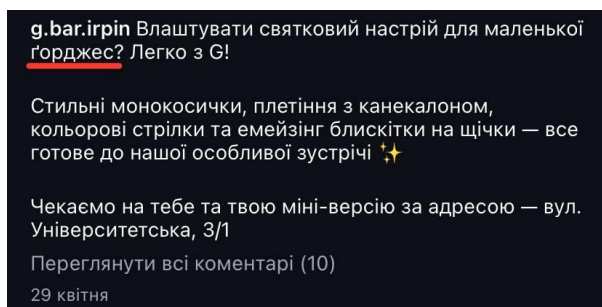 g.bar.irpin Влаштувати святковий настрій для маленької
ґорджес? Легко з G!
Стильні монокосички, плетіння з канекалоном,
кольорові стрілки та емейзінг блискітки на щічки — все
готове до нашої особливої зустрічі ✨
Чекаємо на тебе та твою міні-версію за адресою — вул.
Університетська, 3/1
Переглянути всі коментарі (10)
29 квітня